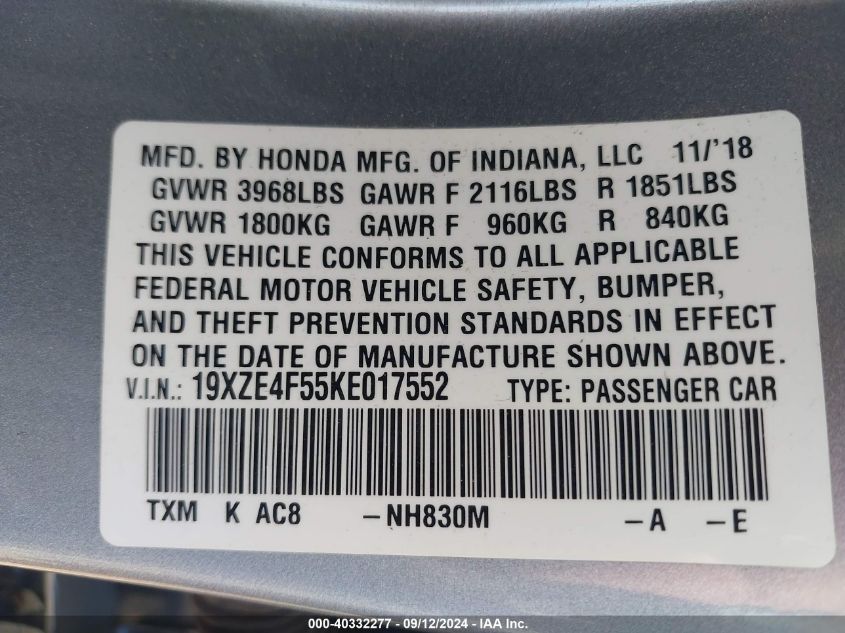 MFD. BY HONDA MFG. OF INDIANA, LLC 11/'18
GVWR 3968LBS GAWR F 2116LBS R 1851LBS
GVWR 1800KG GAWR F 960KG R 840KG
THIS VEHICLE CONFORMS TO ALL APPLICABLE
FEDERAL MOTOR VEHICLE SAFETY, BUMPER,
AND THEFT PREVENTION STANDARDS IN EFFECT
ON THE DATE OF MANUFACTURE SHOWN ABOVE.
V.I.N.: 19XZE4F55KE017552 TYPE: PASSENGER CAR
TXM K AC8 -NH830M -A -E
000-40332277 - 09/12/2024 - IAA Inc.